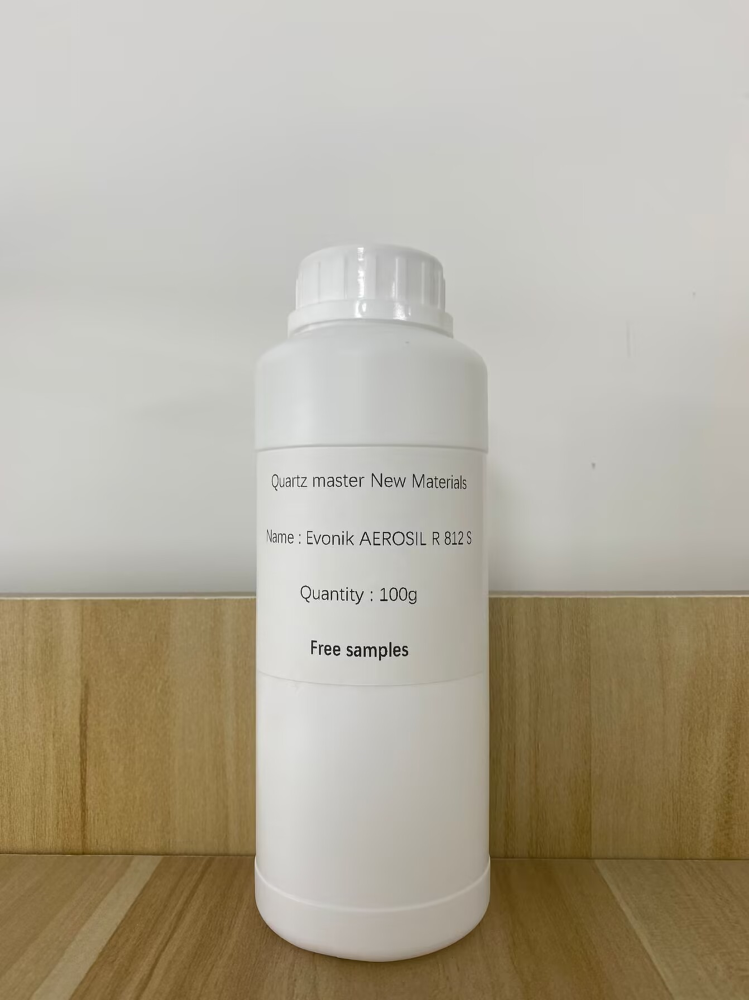 Quartz master New Materials
Name : Evonik AEROSIL R 812 S
Quantity : 100g
Free samples